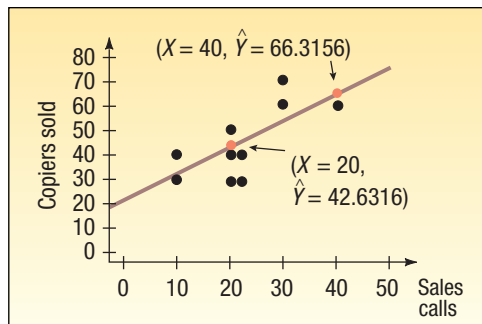 (X = 40, Ŷ = 66.3156)
80
70
60
50
40
30
20
10
0
Copiers sold
(X = 20,
Ŷ = 42.6316)
0 10 20 30 40 50 Sales
calls